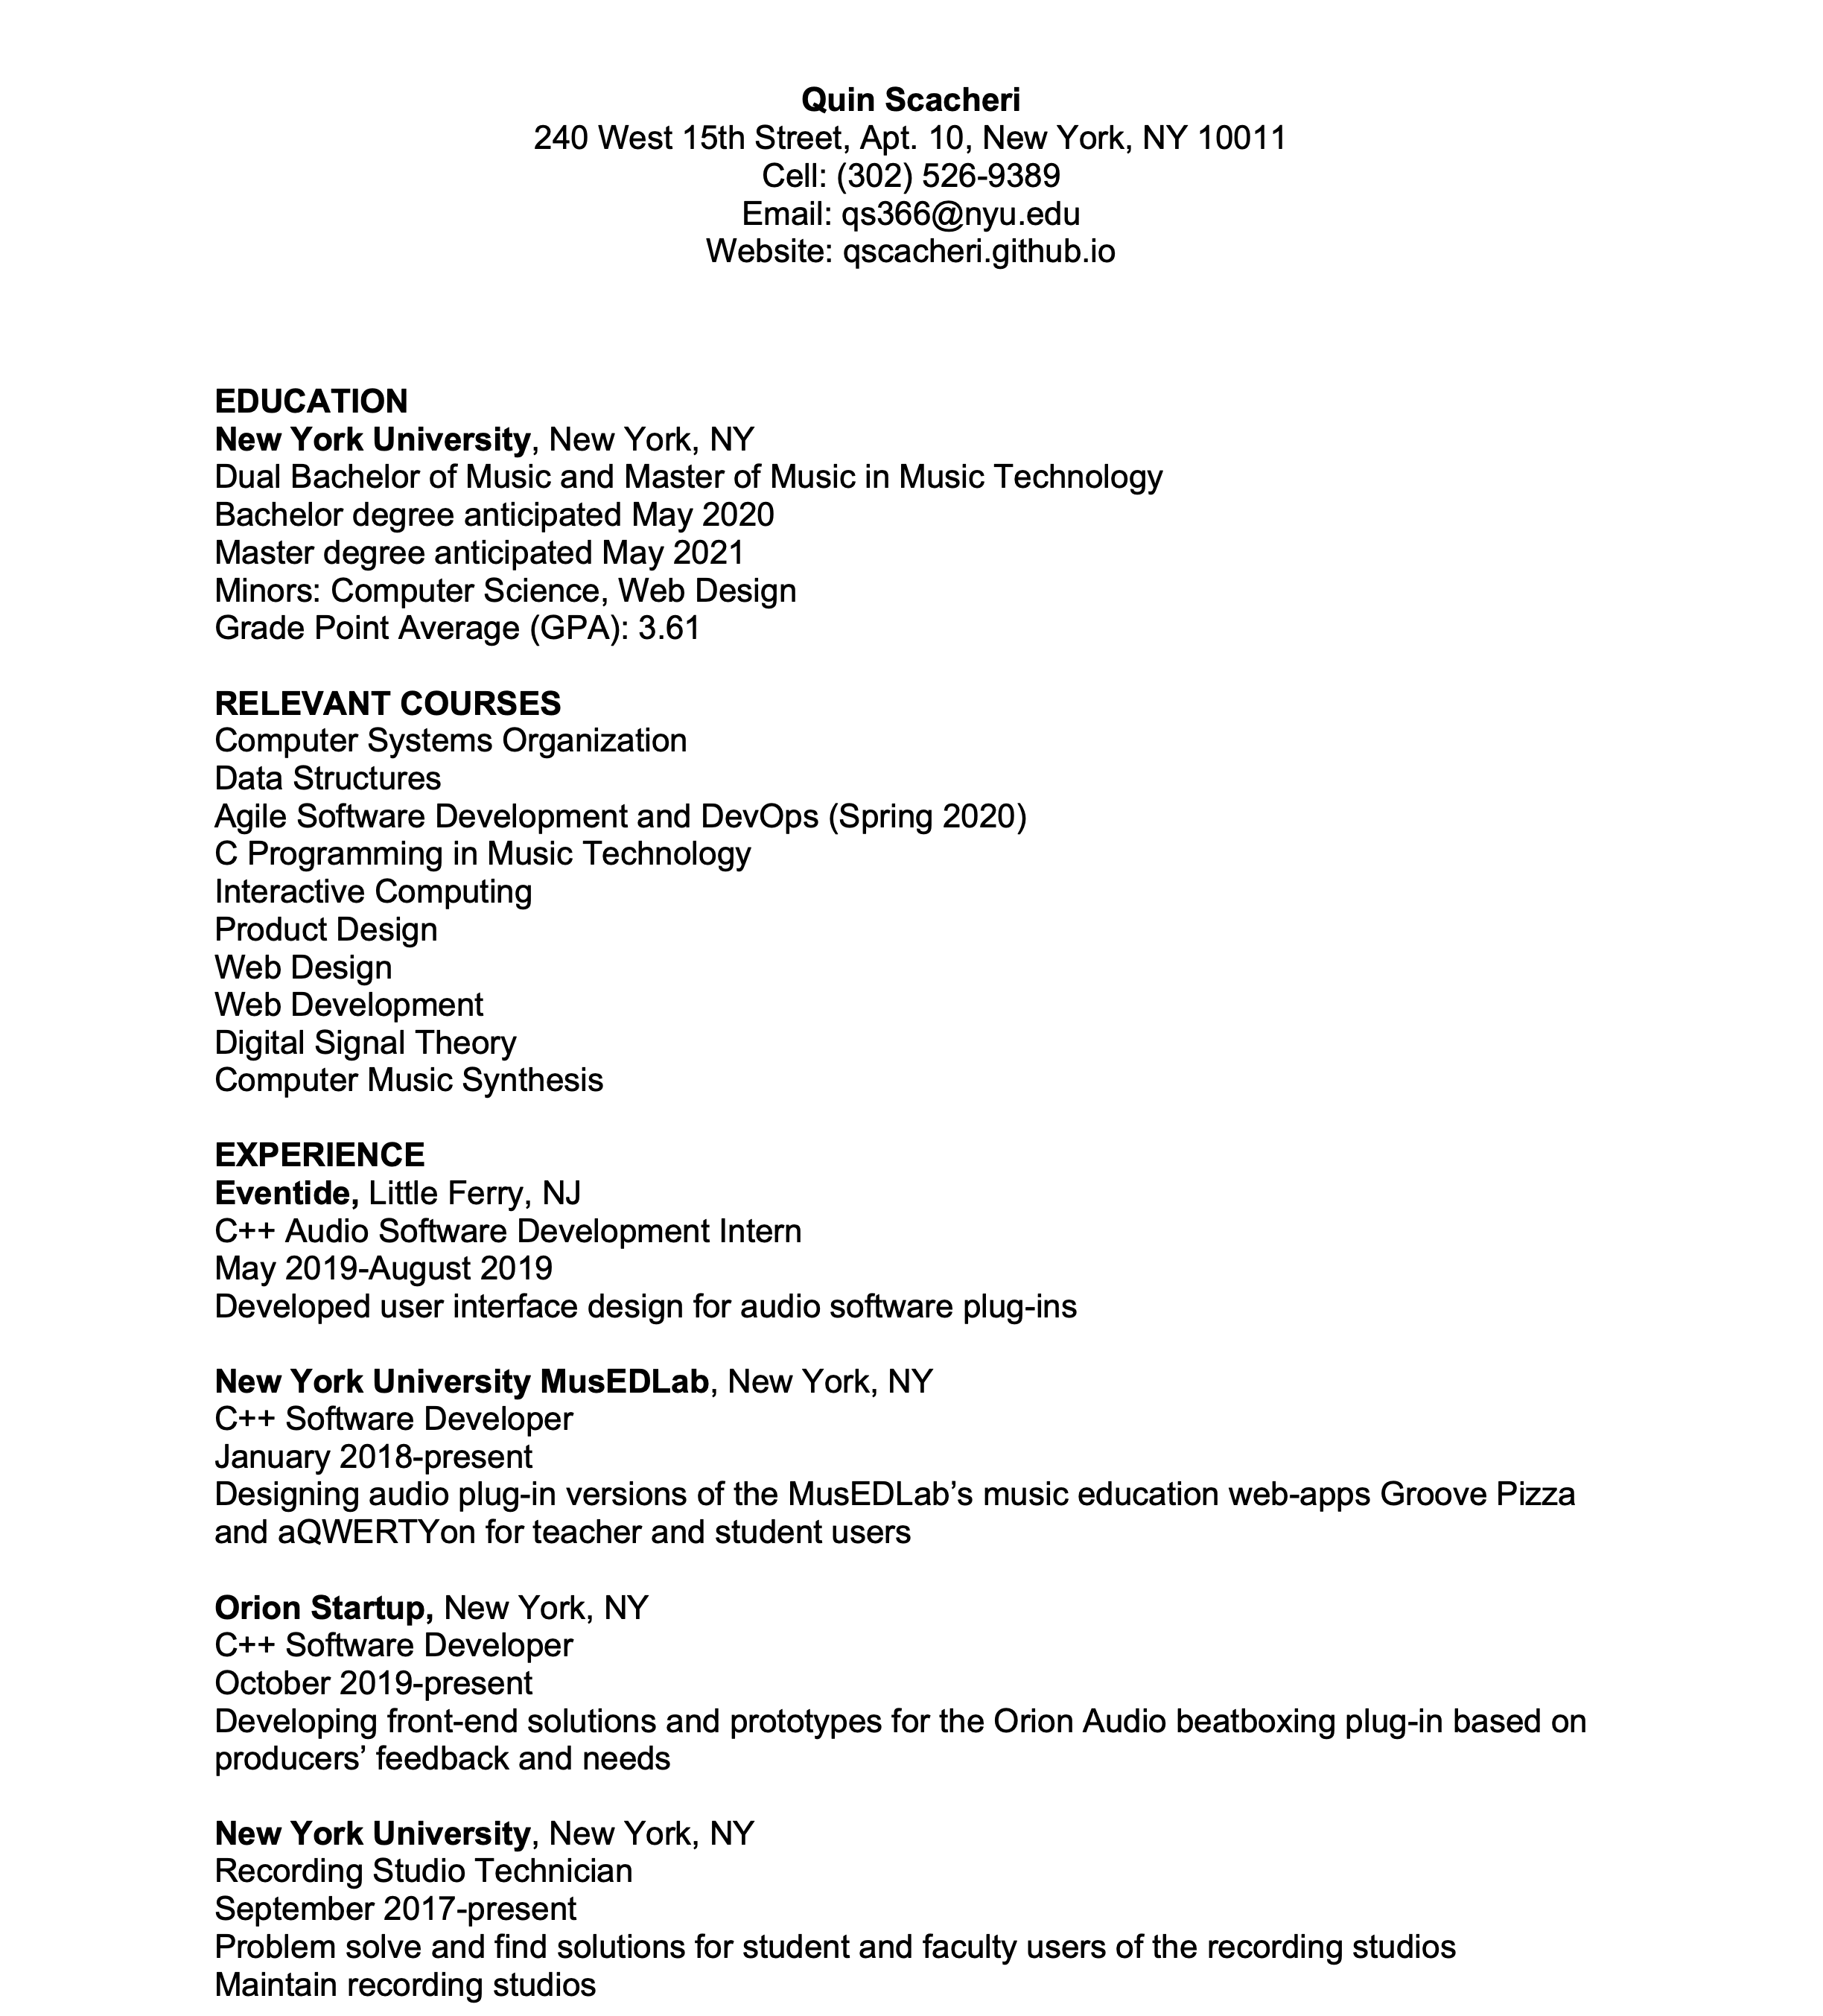 Quin Scacheri
240 West 15th Street, Apt. 10, New York, NY 10011
Cell: (302) 526-9389
Email: qs366@nyu.edu
Website: qscacheri.github.io
EDUCATION
New York University, New York, NY
Dual Bachelor of Music and Master of Music in Music Technology
Bachelor degree anticipated May 2020
Master degree anticipated May 2021
Minors: Computer Science, Web Design
Grade Point Average (GPA): 3.61
RELEVANT COURSES
Computer Systems Organization
Data Structures
Agile Software Development and DevOps (Spring 2020)
C Programming in Music Technology
Interactive Computing
Product Design
Web Design
Web Development
Digital Signal Theory
Computer Music Synthesis
EXPERIENCE
Eventide, Little Ferry, NJ
C++ Audio Software Development Intern
May 2019-August 2019
Developed user interface design for audio software plug-ins
New York University MusEDLab, New York, NY
C++ Software Developer
January 2018-present
Designing audio plug-in versions of the MusEDLab’s music education web-apps Groove Pizza
and aQWERTYon for teacher and student users
Orion Startup, New York, NY
C++ Software Developer
October 2019-present
Developing front-end solutions and prototypes for the Orion Audio beatboxing plug-in based on
producers’ feedback and needs
New York University, New York, NY
Recording Studio Technician
September 2017-present
Problem solve and find solutions for student and faculty users of the recording studios
Maintain recording studios